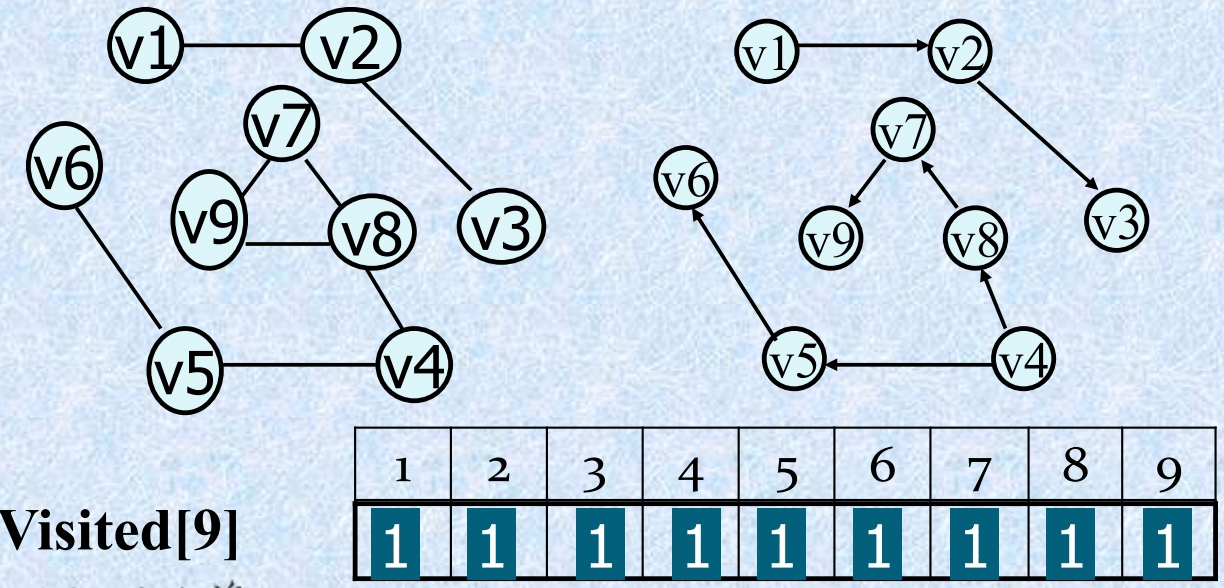 v1 v2 v1 v2
v7 v7
v6 v6
v9 v8 v3 v9 v8 v3
v5 v4 v5 v4
1 2 3 4 5 6 7 8 9
Visited[9] 1 1 1 1 1 1 1 1 1